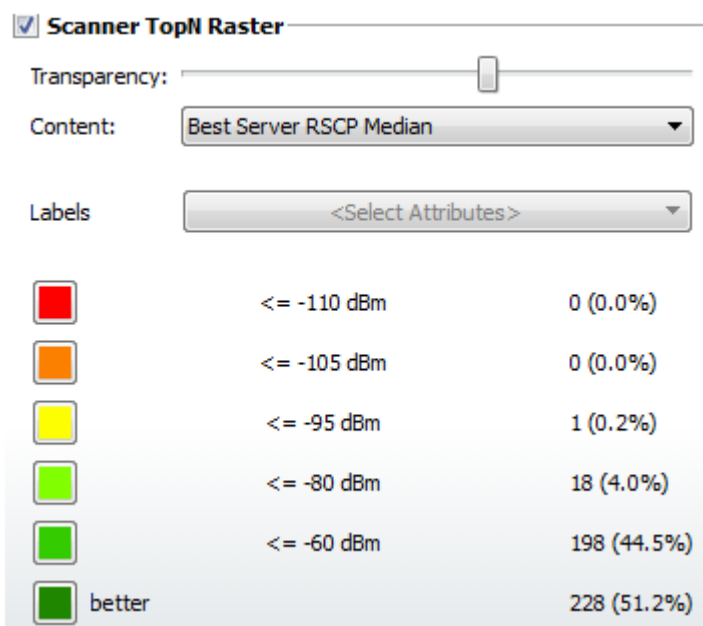 Scanner TopN Raster
Transparency:
Content: Best Server RSCP Median
Labels <Select Attributes>
<= -110 dBm 0 (0.0%)
<= -105 dBm 0 (0.0%)
<= -95 dBm 1 (0.2%)
<= -80 dBm 18 (4.0%)
<= -60 dBm 198 (44.5%)
better 228 (51.2%)